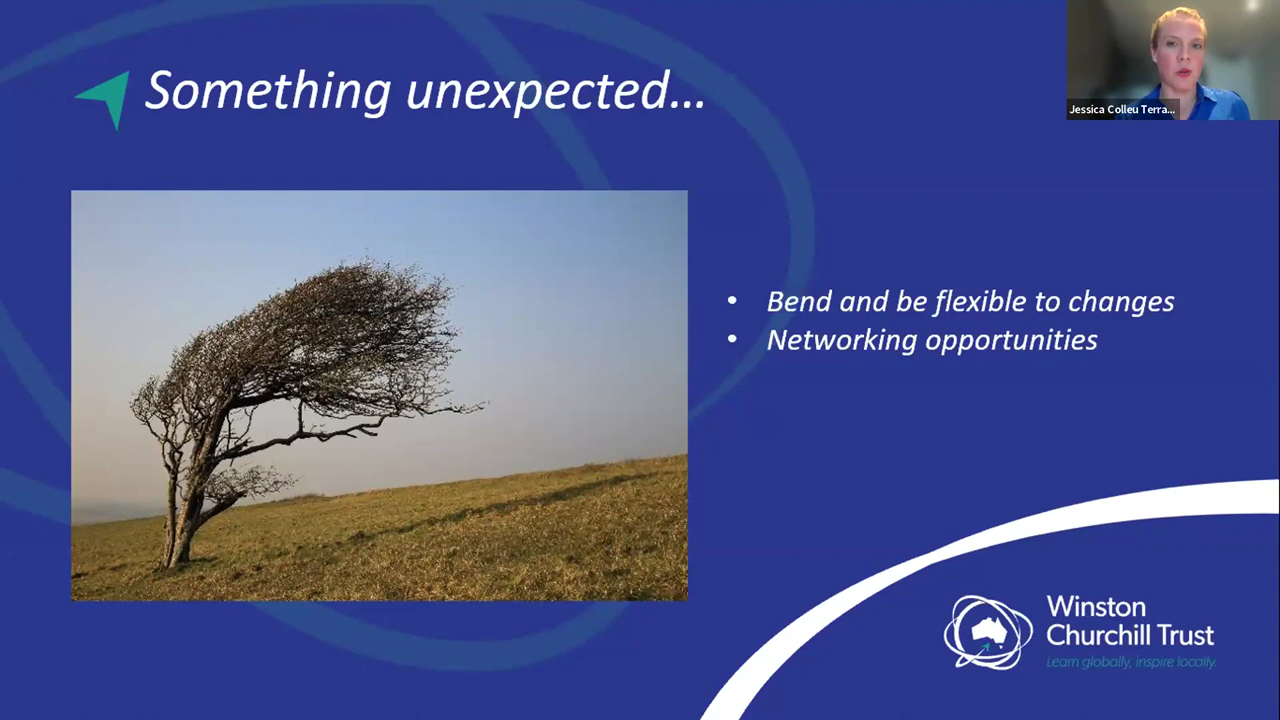 Something unexpected…
Jessica Colleu Terra...
• Bend and be flexible to changes
• Networking opportunities
Winston
Churchill Trust
Learn globally, inspire locally.